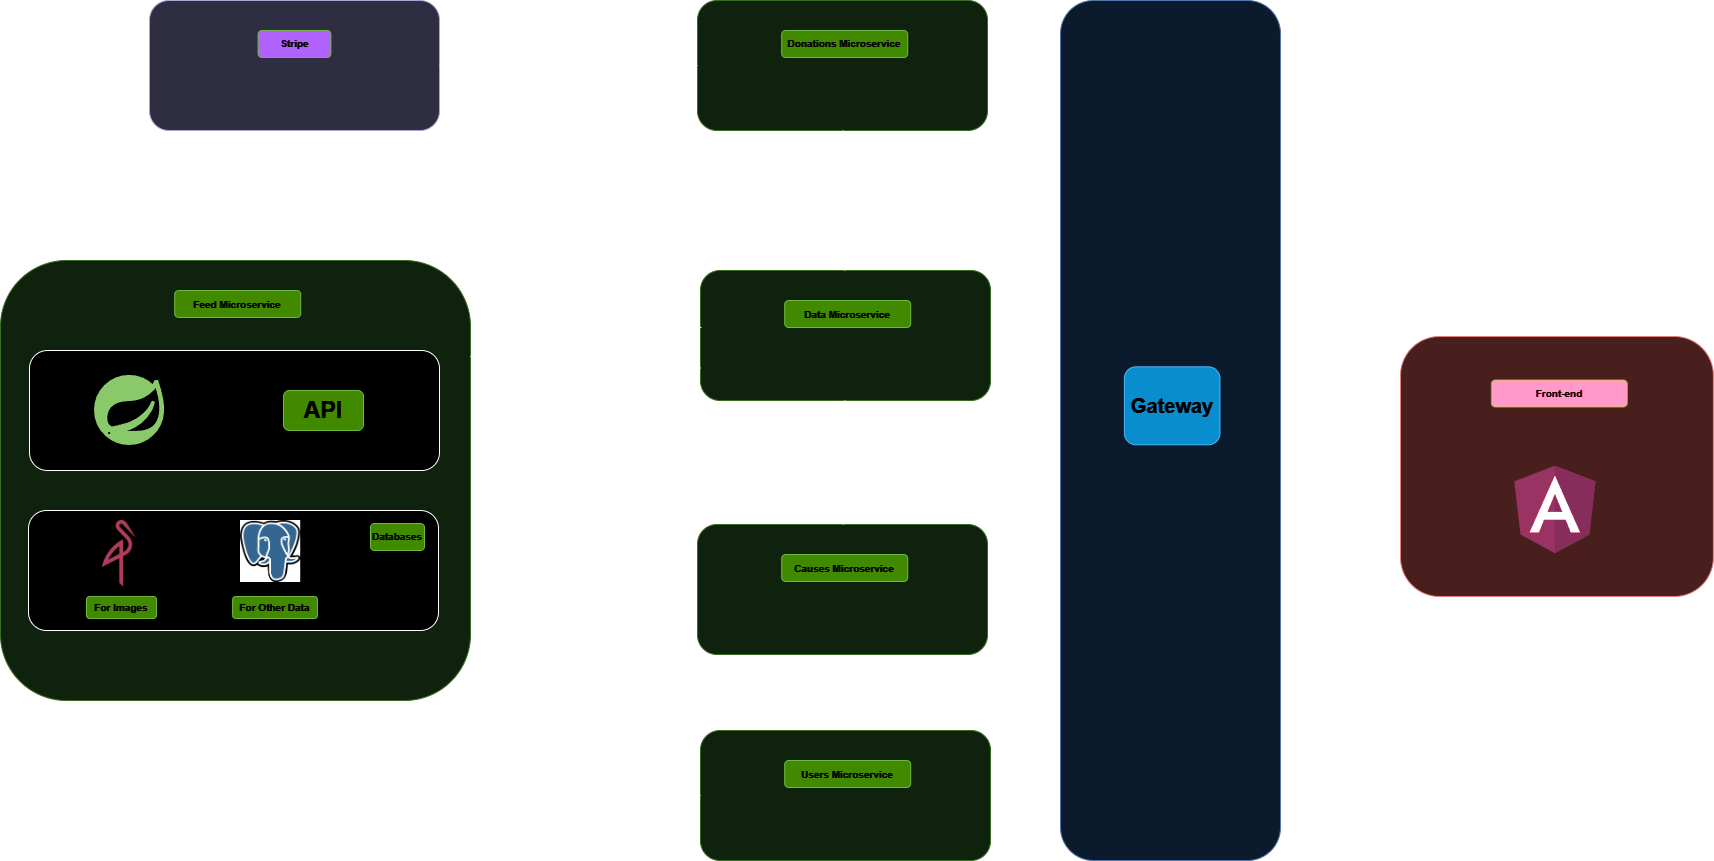 Stripe
Donations Microservice
Feed Microservice
API
Databases
For Images
For Other Data
Data Microservice
Causes Microservice
Users Microservice
Gateway
Front-end
A